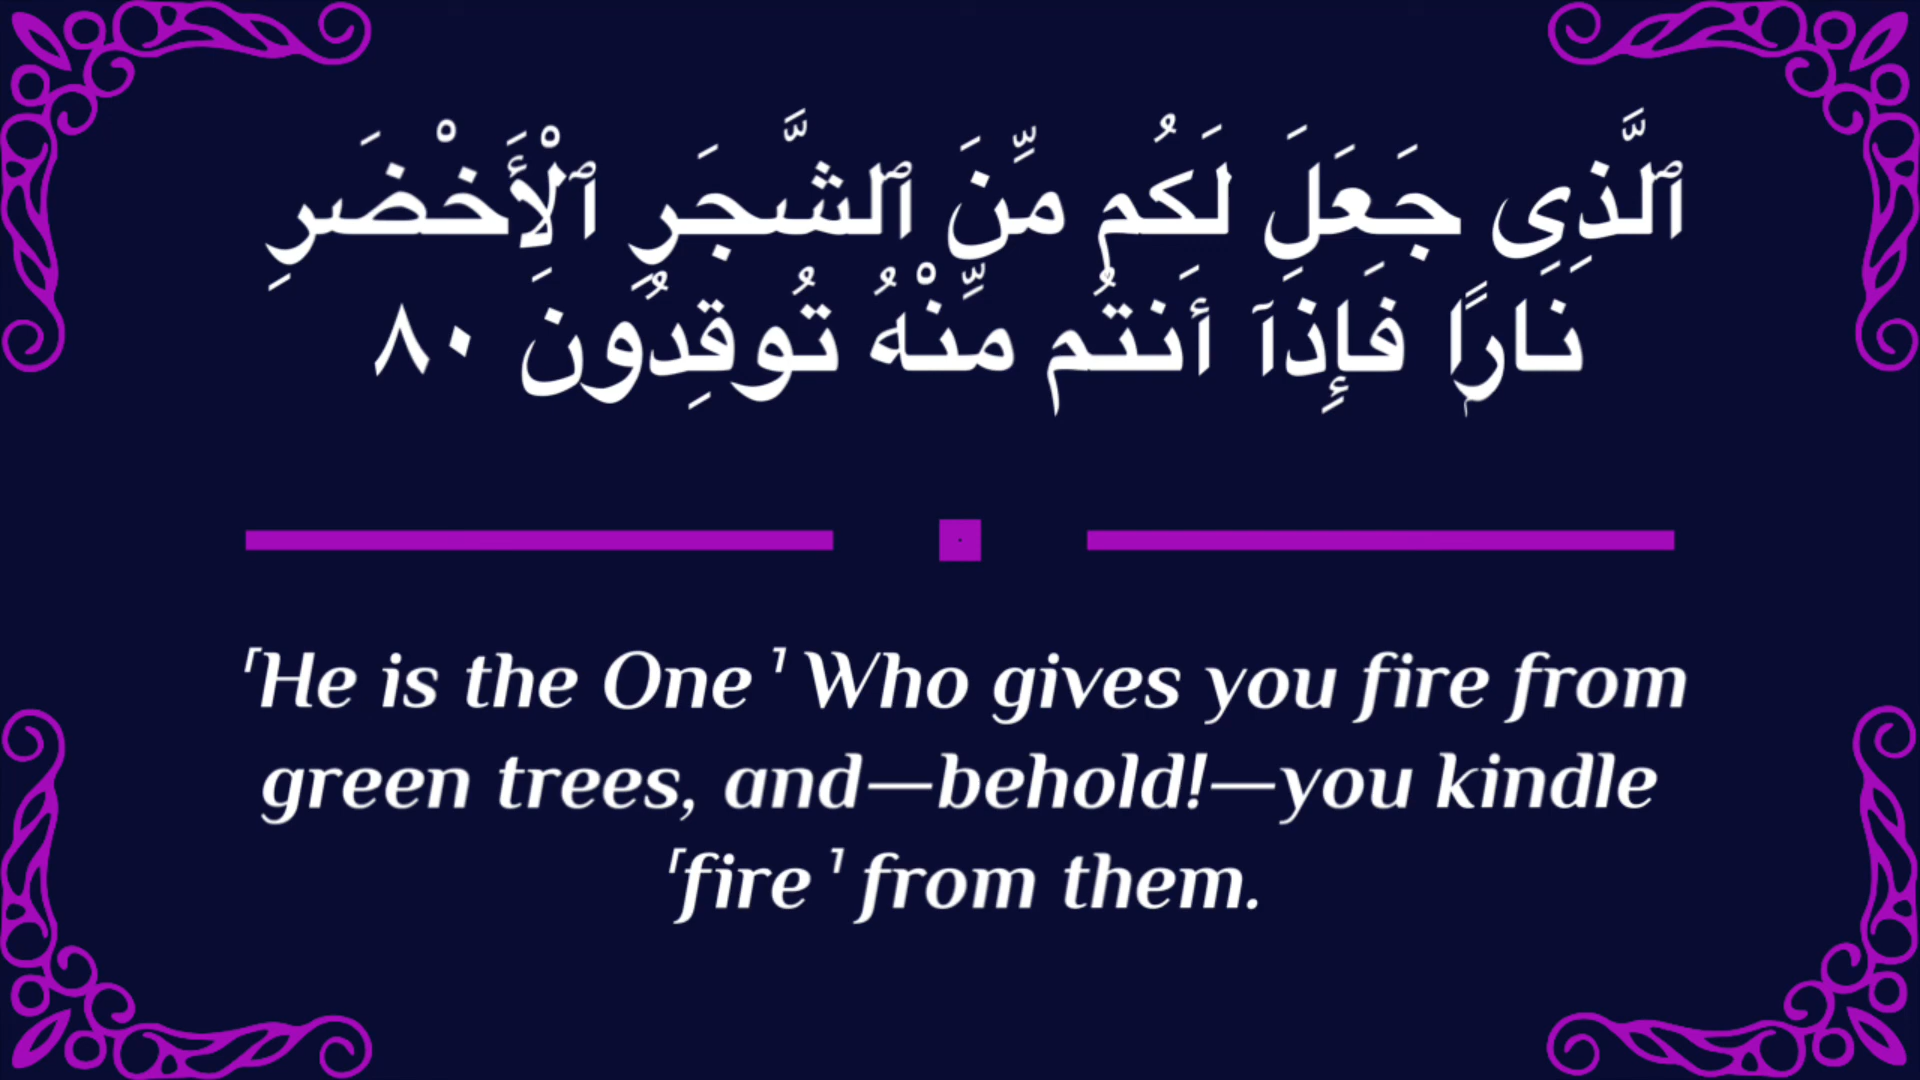 ٱلَّذِى جَعَلَ لَكُم مِّنَ ٱلشَّجَرِ ٱلْأَخْضَرِ
نَارًا فَإِذَآ أَنتُم مِّنْهُ تُوقِدُونَ ٨٠
⸢He is the One⸣ Who gives you fire from
green trees, and—behold!—you kindle
⸢fire⸣ from them.